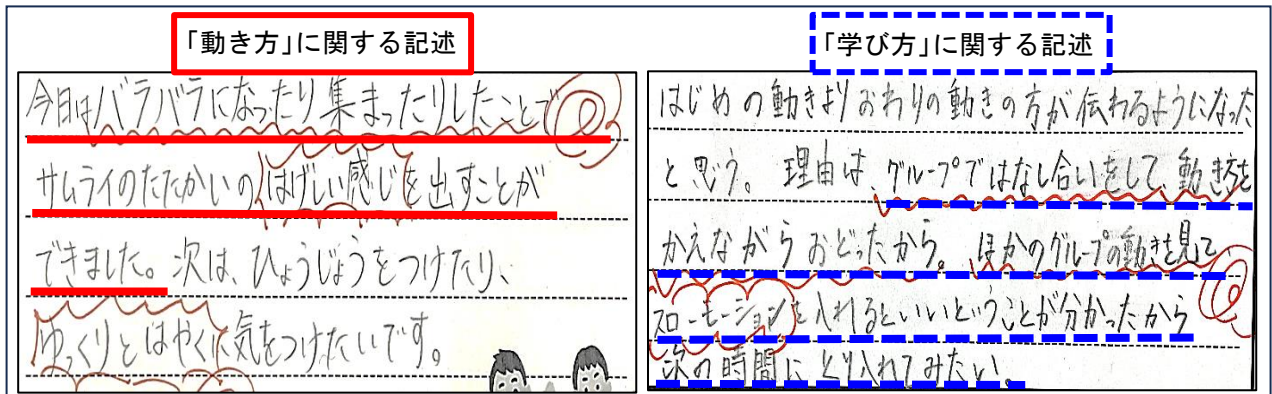 「動き方」に関する記述
今日はバラバラになったり集まったりしたことで
サムライのたたかいのはげしい感じを出すことが
できました。次は、ひょうじょうをつけたり、
ゆっくりとはやくに気をつけたいです。
「学び方」に関する記述
はじめの動きよりおわりの動きの方が伝わるようになった
と思う。理由は、グループではなし合いをして、動き方を
かえながらおどったから。ほかのグループの動きを見て
スローモーションを入れるといいということが分かったから
次の時間にとり入れてみたい。